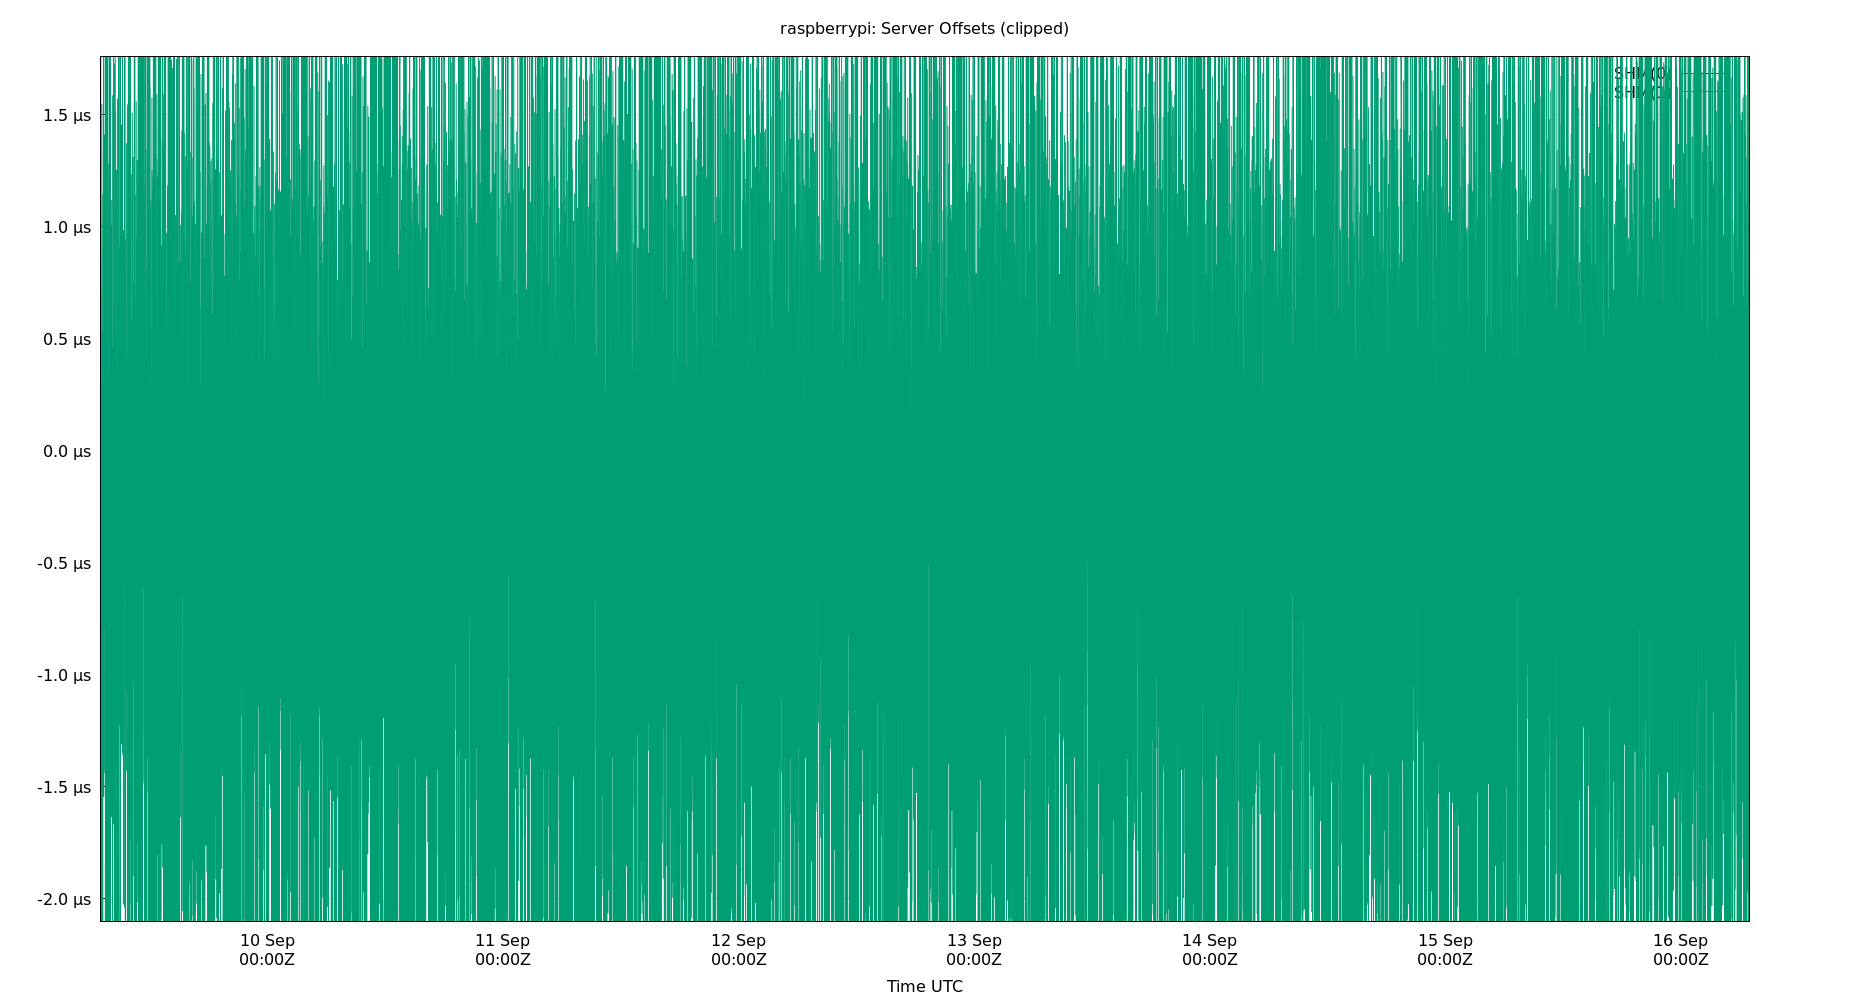 raspberrypi: Server Offsets (clipped)
SHM(0)
1.5 µs
1.0 µs
0.5 µs
0.0 µs
-0.5 µs
-1.0 µs
-1.5 µs
-2.0 µs
10 Sep 11 Sep 12 Sep 13 Sep 14 Sep 15 Sep 16 Sep
00:00Z 00:00Z 00:00Z 00:00Z 00:00Z 00:00Z 00:00Z
Time UTC